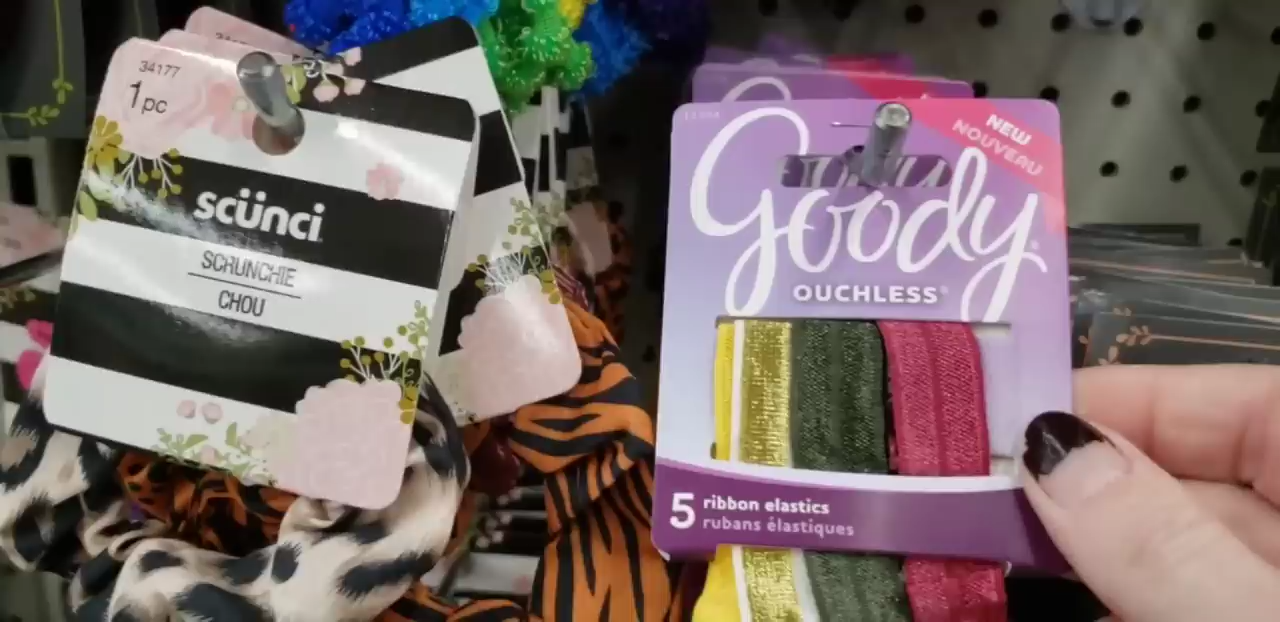 34177
1pc
scünci
SCRUNCHIE
CHOU
NEW
NOUVEAU
Goody
OUCHLESS
5 ribbon elastics
rubans élastiques